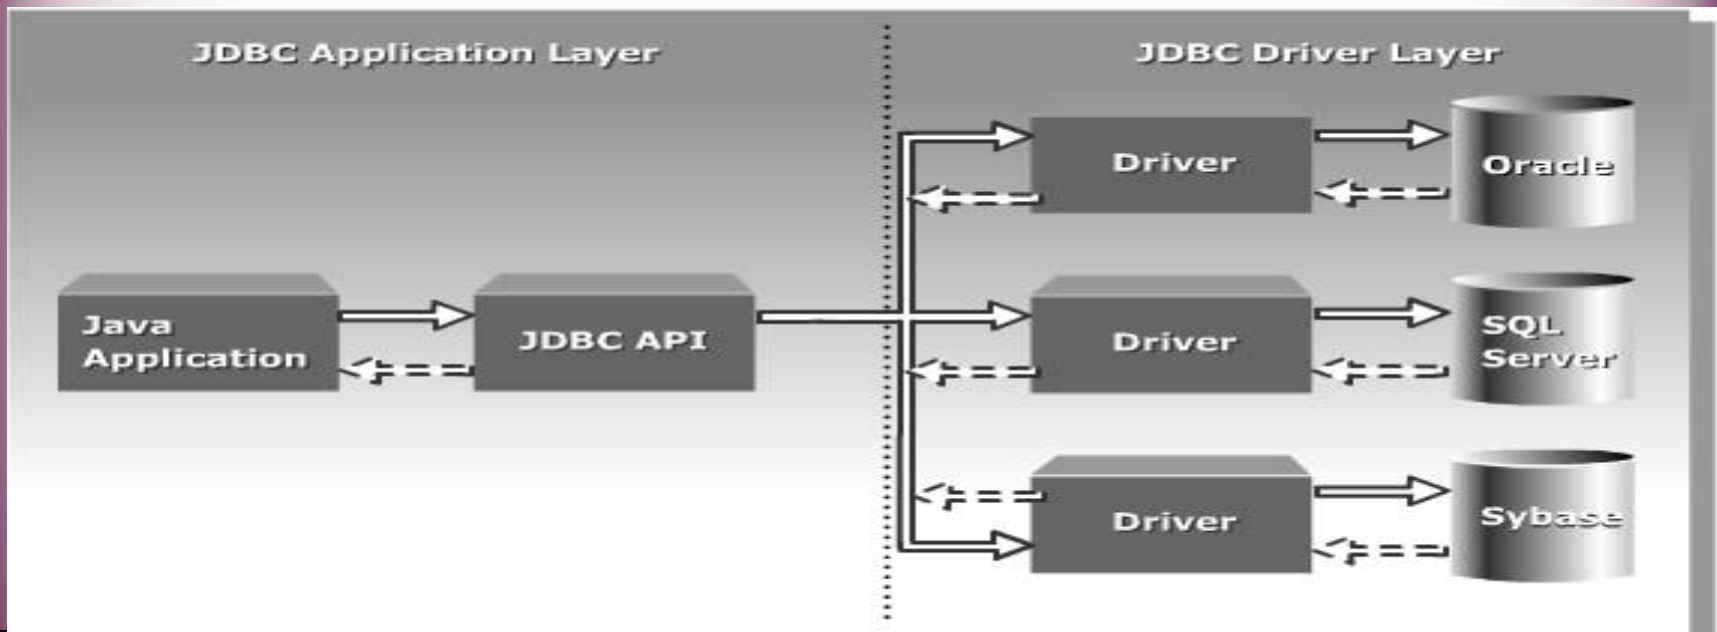 JDBC Application Layer
JDBC Driver Layer
Driver
Oracle
Java
Application
JDBC API
Driver
SQL
Server
Driver
Sybase